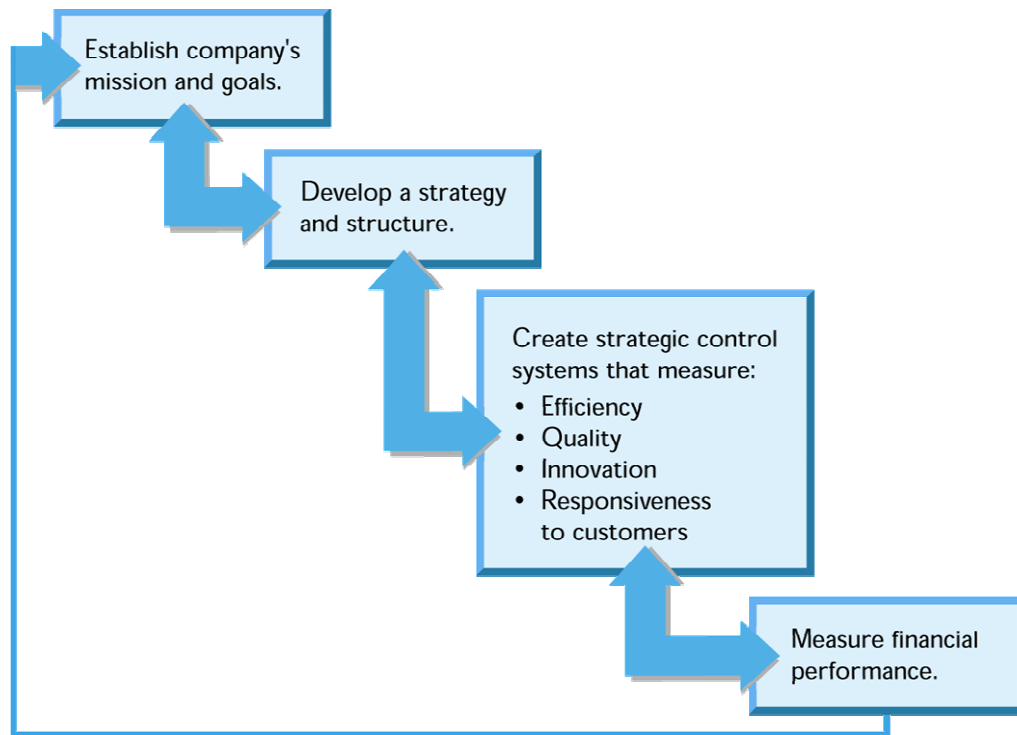 Establish company's
mission and goals.
Develop a strategy
and structure.
Create strategic control
systems that measure:
• Efficiency
• Quality
• Innovation
• Responsiveness
to customers
Measure financial
performance.